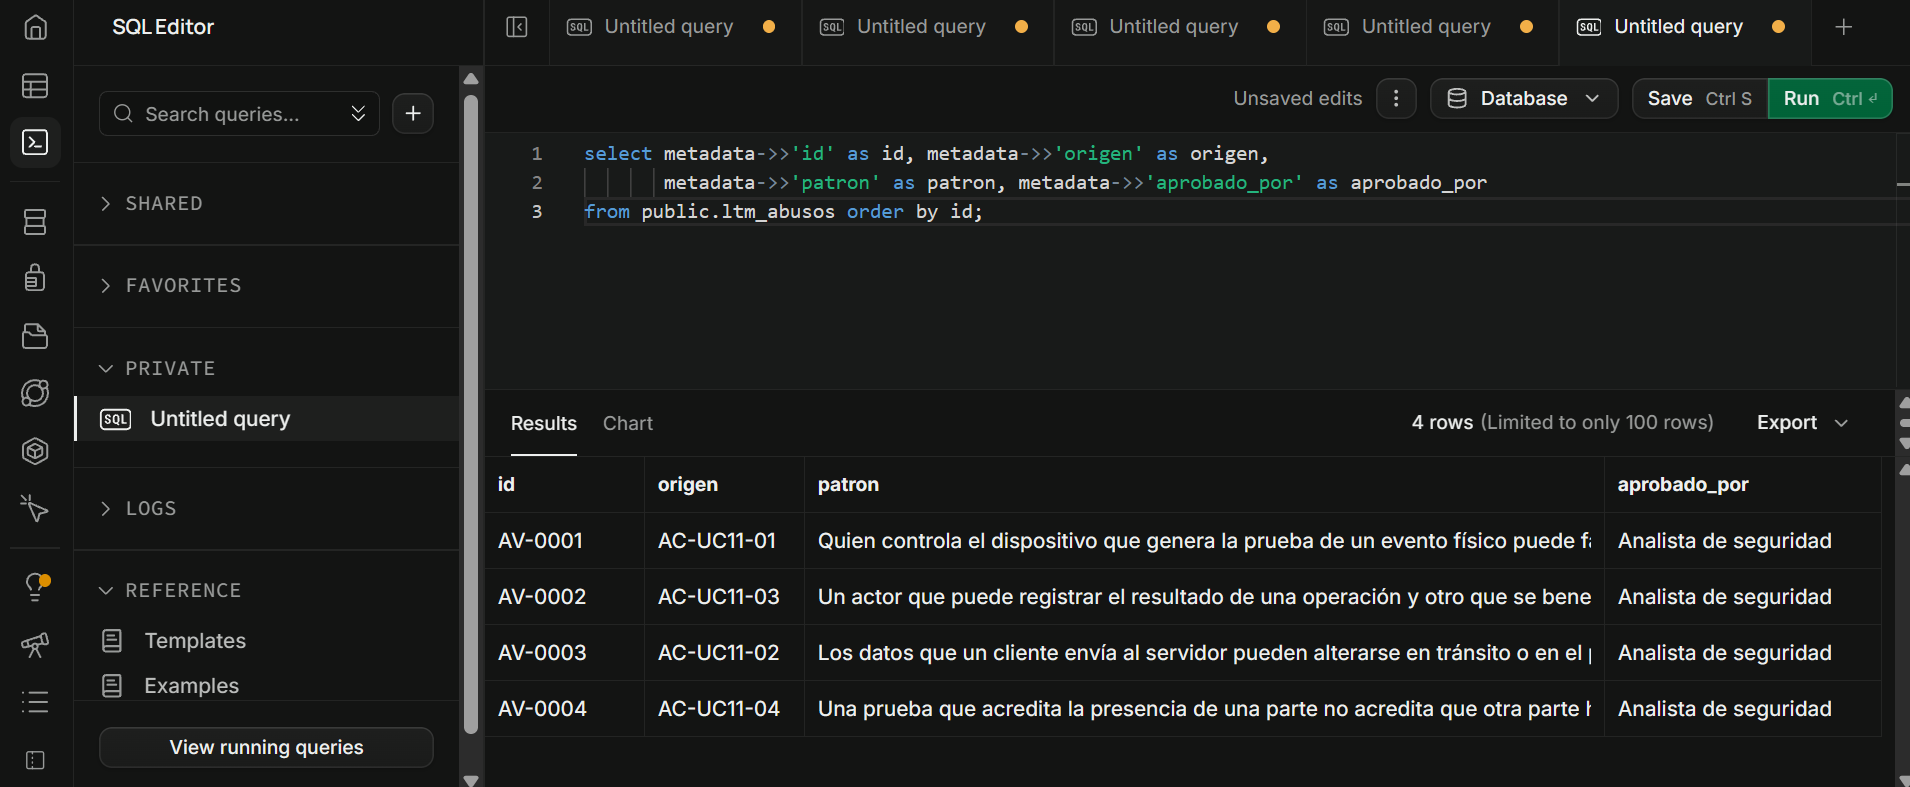 SQL Editor
SQL Untitled query
SQL Untitled query
SQL Untitled query
SQL Untitled query
SQL Untitled query
Search queries...
Unsaved edits
Database
Save Ctrl S
Run Ctrl
SHARED
FAVORITES
PRIVATE
SQL Untitled query
LOGS
REFERENCE
Templates
Examples
View running queries
1 select metadata->>'id' as id, metadata->>'origen' as origen,
2 metadata->>'patron' as patron, metadata->>'aprobado_por' as aprobado_por
3 from public.ltm_abusos order by id;
Results Chart 4 rows (Limited to only 100 rows) Export
id origen patron aprobado_por
AV-0001 AC-UC11-01 Quien controla el dispositivo que genera la prueba de un evento físico puede Analista de seguridad
AV-0002 AC-UC11-03 Un actor que puede registrar el resultado de una operación y otro que se bene Analista de seguridad
AV-0003 AC-UC11-02 Los datos que un cliente envía al servidor pueden alterarse en tránsito o en el Analista de seguridad
AV-0004 AC-UC11-04 Una prueba que acredita la presencia de una parte no acredita que otra parte Analista de seguridad